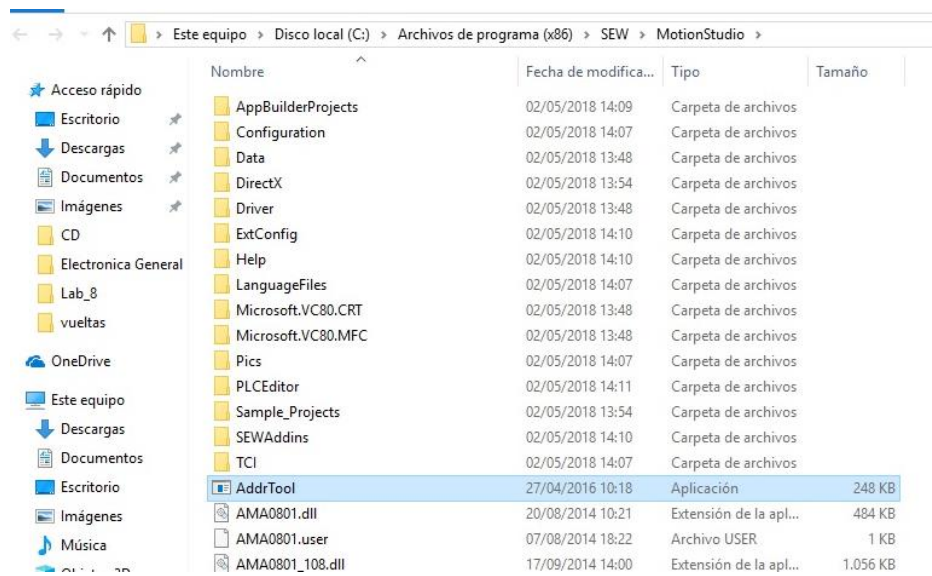 Este equipo > Disco local (C:) > Archivos de programa (x86) > SEW > MotionStudio >
Nombre Fecha de modifica... Tipo Tamaño
Acceso rápido
Escritorio
Descargas
Documentos
Imágenes
CD
Electronica General
Lab_8
vueltas
OneDrive
Este equipo
Descargas
Documentos
Escritorio
Imágenes
Música
AppBuilderProjects 02/05/2018 14:09 Carpeta de archivos
Configuration 02/05/2018 14:07 Carpeta de archivos
Data 02/05/2018 13:48 Carpeta de archivos
DirectX 02/05/2018 13:54 Carpeta de archivos
Driver 02/05/2018 13:48 Carpeta de archivos
ExtConfig 02/05/2018 14:10 Carpeta de archivos
Help 02/05/2018 14:10 Carpeta de archivos
LanguageFiles 02/05/2018 14:07 Carpeta de archivos
Microsoft.VC80.CRT 02/05/2018 13:48 Carpeta de archivos
Microsoft.VC80.MFC 02/05/2018 13:48 Carpeta de archivos
Pics 02/05/2018 14:07 Carpeta de archivos
PLCEditor 02/05/2018 14:11 Carpeta de archivos
Sample_Projects 02/05/2018 13:54 Carpeta de archivos
SEWAddins 02/05/2018 14:10 Carpeta de archivos
TCI 02/05/2018 14:07 Carpeta de archivos
AddrTool 27/04/2016 10:18 Aplicación 248 KB
AMA0801.dll 20/08/2014 10:21 Extensión de la apl... 484 KB
AMA0801.user 07/08/2014 18:22 Archivo USER 1 KB
AMA0801_108.dll 17/09/2014 14:00 Extensión de la apl... 1.056 KB